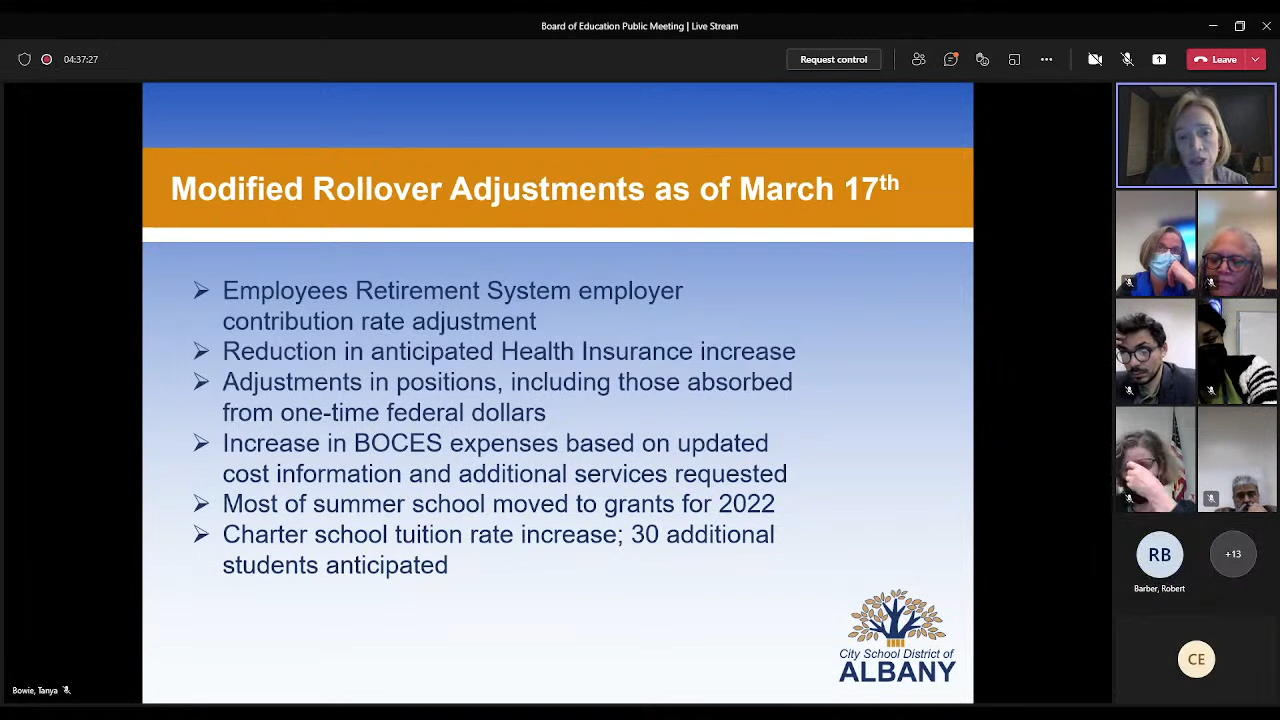 Board of Education Public Meeting | Live Stream
04:37:27
Request control
Leave
Modified Rollover Adjustments as of March 17th
Employees Retirement System employer
contribution rate adjustment
Reduction in anticipated Health Insurance increase
Adjustments in positions, including those absorbed
from one-time federal dollars
Increase in BOCES expenses based on updated
cost information and additional services requested
Most of summer school moved to grants for 2022
Charter school tuition rate increase; 30 additional
students anticipated
City School District of
ALBANY
RB
+13
Barber, Robert
CE
Bowie, Tanya